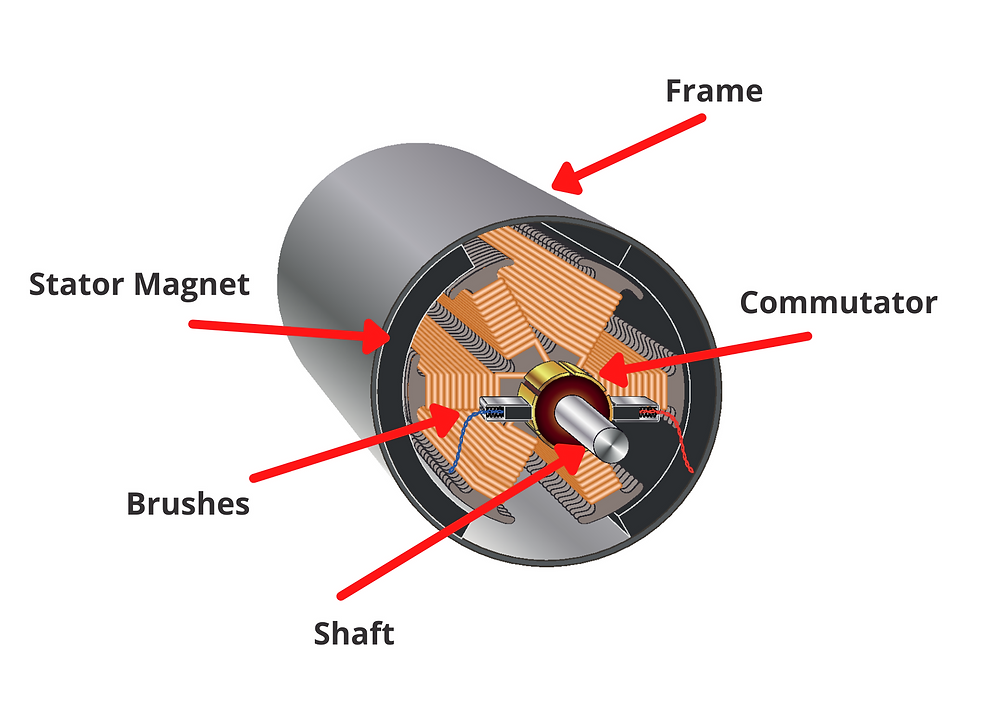 Frame
Stator Magnet
Commutator
Brushes
Shaft